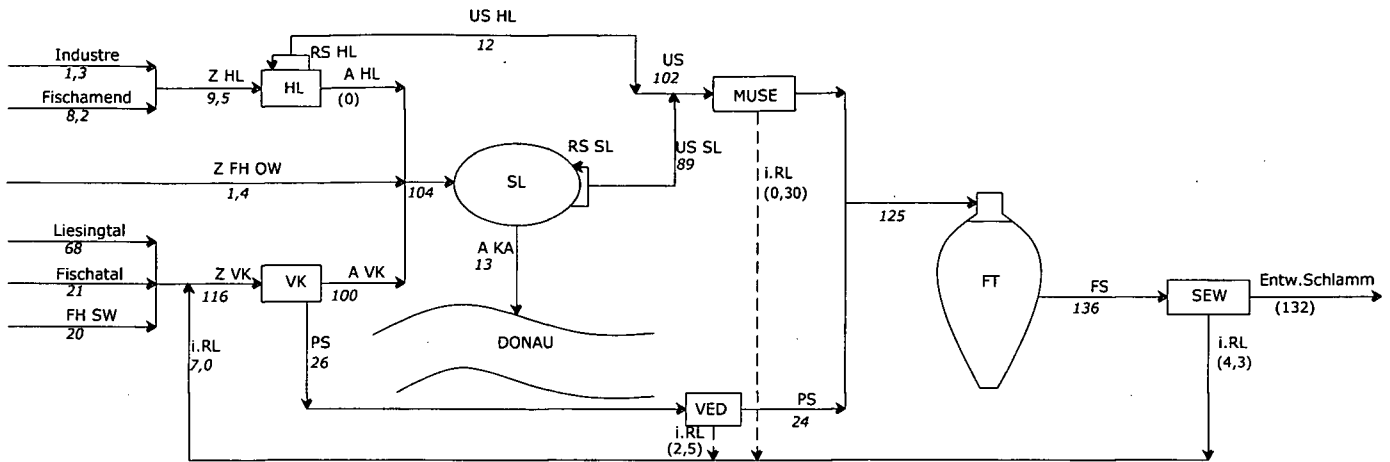 US HL
12
Industre
1,3
RS HL
Z HL
9,5
HL
A HL
(0)
US
102
MUSE
Fischamend
8,2
RS SL
US SL
89
Z FH OW
1,4
104
SL
i.RL
(0,30)
125
Liesingtal
68
A KA
13
Fischatal
21
Z VK
116
VK
A VK
100
FT
FS
136
SEW
Entw.Schlamm
(132)
FH SW
20
i.RL
7,0
PS
26
DONAU
i.RL
(4,3)
VED
PS
24
i.RL
(2,5)